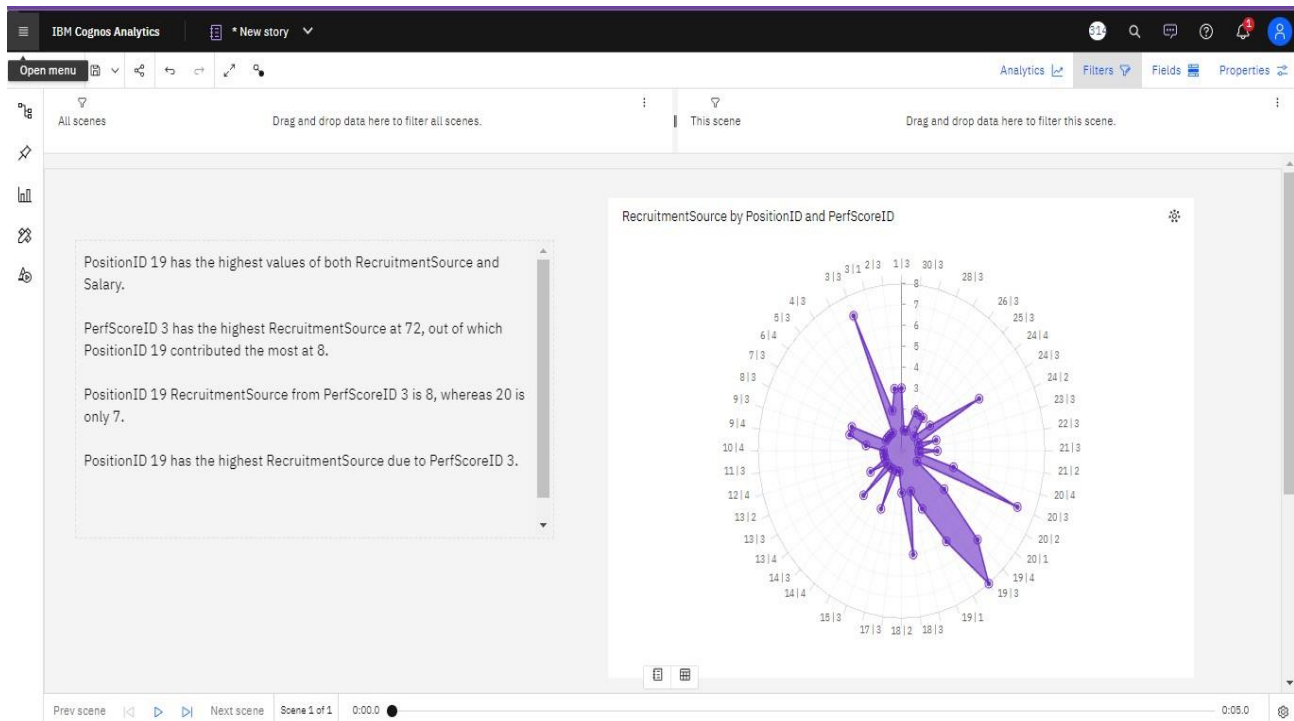 IBM Cognos Analytics
* New story
314
1
Open menu
Analytics
Filters
Fields
Properties
All scenes
Drag and drop data here to filter all scenes.
This scene
Drag and drop data here to filter this scene.
PositionID 19 has the highest values of both RecruitmentSource and
Salary.
PerfScoreID 3 has the highest RecruitmentSource at 72, out of which
PositionID 19 contributed the most at 8.
PositionID 19 RecruitmentSource from PerfScoreID 3 is 8, whereas 20 is
only 7.
PositionID 19 has the highest RecruitmentSource due to PerfScoreID 3.
RecruitmentSource by PositionID and PerfScoreID
1|3
30|3
28|3
26|3
25|3
24|4
24|3
24|2
23|3
22|3
21|3
21|2
20|4
20|3
20|2
20|1
19|4
19|3
19|1
18|3
18|2
17|3
15|3
14|4
14|3
13|4
13|3
13|2
12|4
11|3
10|4
9|4
9|3
8|3
7|3
6|4
5|3
4|3
3|3
3|1
2|3
8
7
6
5
4
3
Prev scene
Next scene
Scene 1 of 1
0:00.0
0:05.0